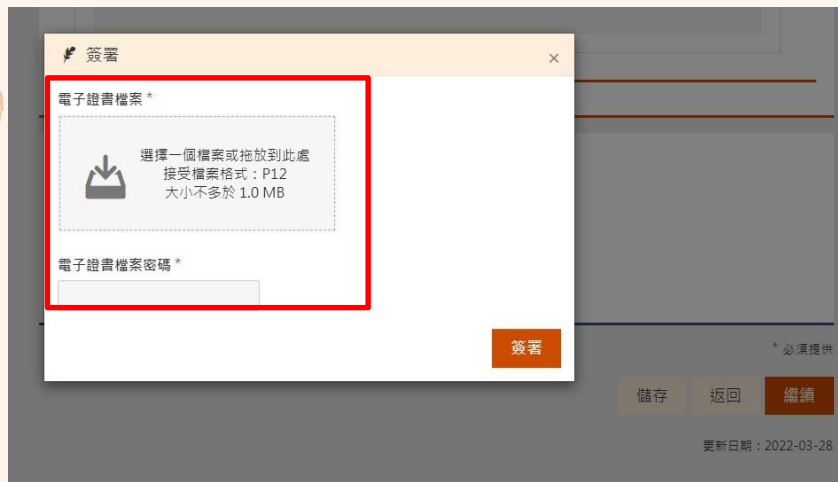 簽署
×
電子證書檔案 *
選擇一個檔案或拖放到此處
接受檔案格式：P12
大小不多於 1.0 MB
電子證書檔案密碼 *
簽署
* 必須提供
儲存 返回 繼續
更新日期：2022-03-28